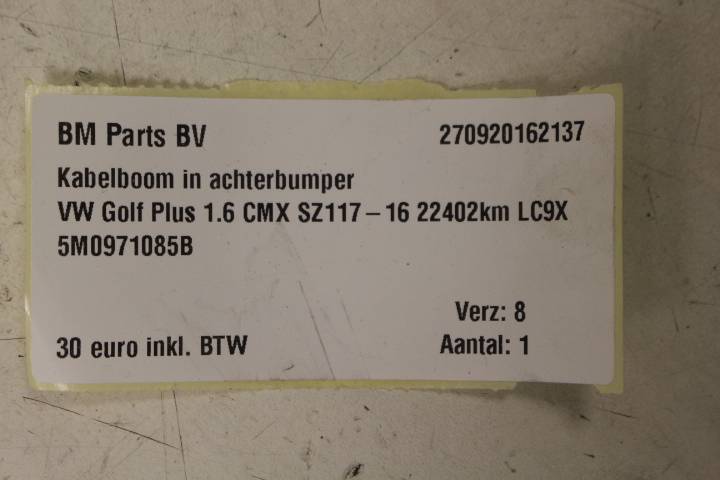 BM Parts BV 270920162137
Kabelboom in achterbumper
VW Golf Plus 1.6 CMX SZ117 – 16 22402km LC9X
5M0971085B
Verz: 8
30 euro inkl. BTW Aantal: 1